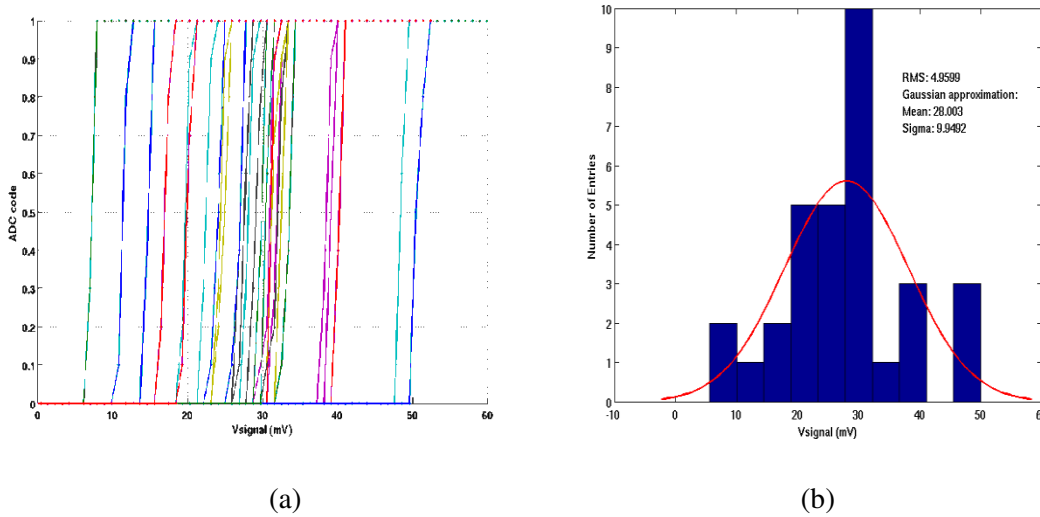 1
0.9
0.8
0.7
0.6
0.5
0.4
0.3
0.2
0.1
0
ADC code
0 10 20 30 40 50 60
Vsignal (mV)
(a)
10
9
8
7
6
5
4
3
2
1
0
Number of Entries
RMS: 4.9599
Gaussian approximation:
Mean: 28.003
Sigma: 9.9492
-10 0 10 20 30 40 50 60
Vsignal (mV)
(b)